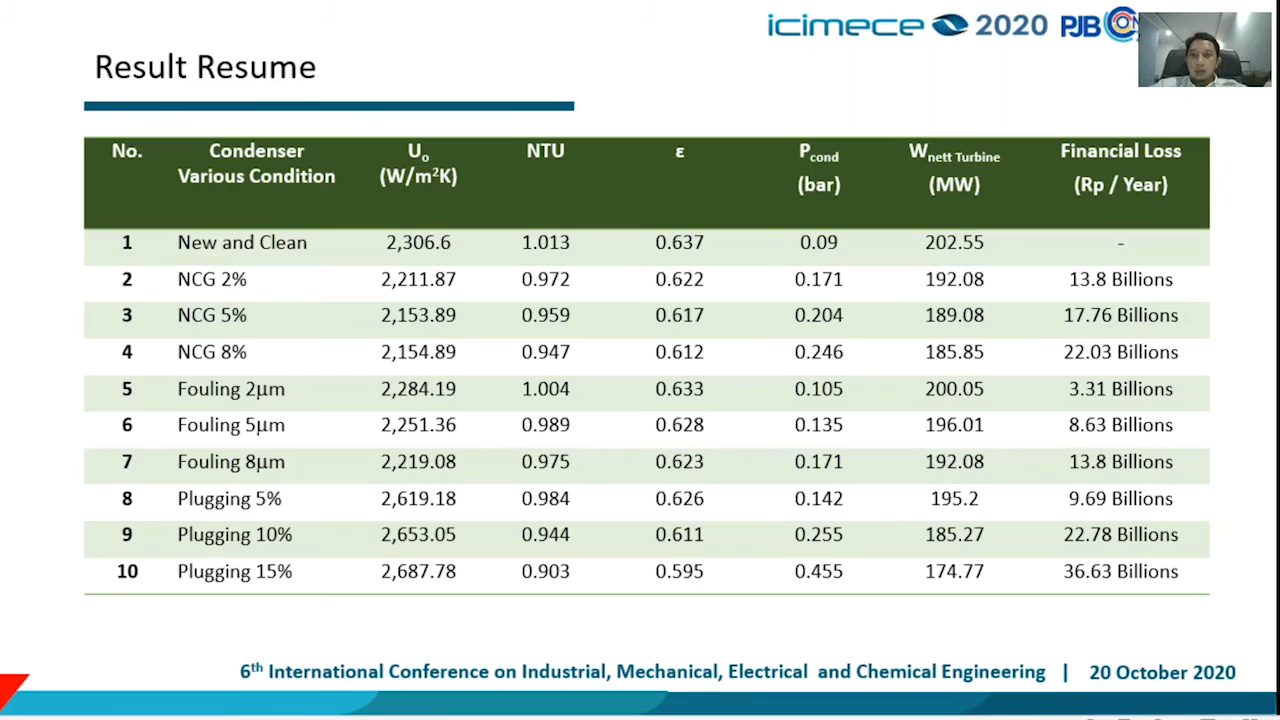 icimece 2020 PJB
Result Resume
No. Condenser Various Condition Uo (W/m²K) NTU ε Pcond (bar) Wnett Turbine (MW) Financial Loss (Rp / Year)
1 New and Clean 2,306.6 1.013 0.637 0.09 202.55 -
2 NCG 2% 2,211.87 0.972 0.622 0.171 192.08 13.8 Billions
3 NCG 5% 2,153.89 0.959 0.617 0.204 189.08 17.76 Billions
4 NCG 8% 2,154.89 0.947 0.612 0.246 185.85 22.03 Billions
5 Fouling 2μm 2,284.19 1.004 0.633 0.105 200.05 3.31 Billions
6 Fouling 5μm 2,251.36 0.989 0.628 0.135 196.01 8.63 Billions
7 Fouling 8μm 2,219.08 0.975 0.623 0.171 192.08 13.8 Billions
8 Plugging 5% 2,619.18 0.984 0.626 0.142 195.2 9.69 Billions
9 Plugging 10% 2,653.05 0.944 0.611 0.255 185.27 22.78 Billions
10 Plugging 15% 2,687.78 0.903 0.595 0.455 174.77 36.63 Billions
6th International Conference on Industrial, Mechanical, Electrical and Chemical Engineering | 20 October 2020